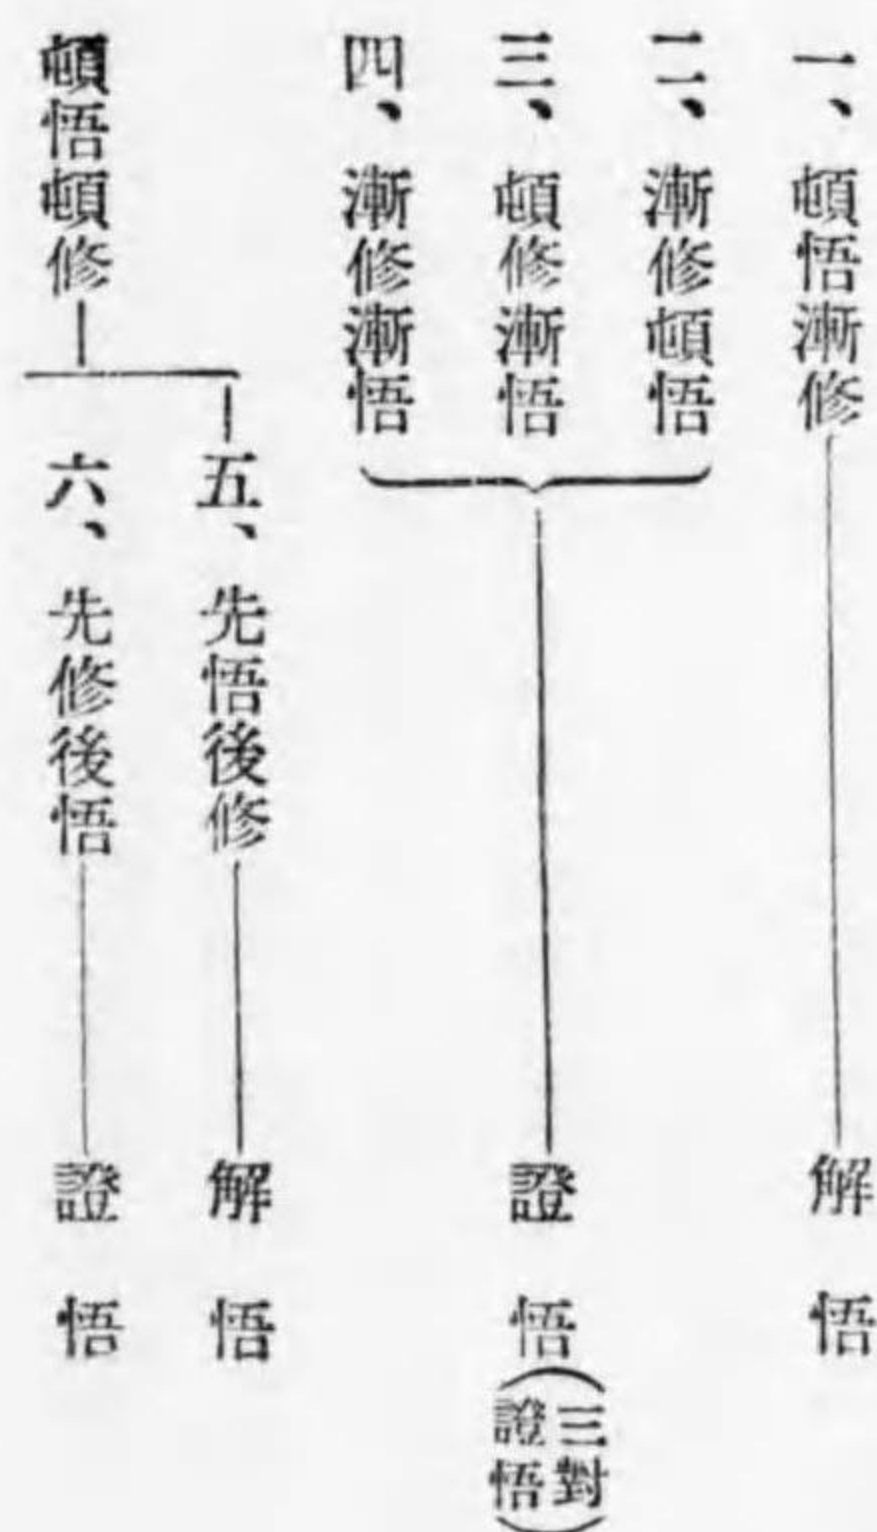 一、頓悟漸修 解悟
二、漸修頓悟
三、頓修漸悟 證悟(三對證悟)
四、漸修漸悟
頓悟頓修
五、先悟後修 解悟
六、先修後悟 證悟